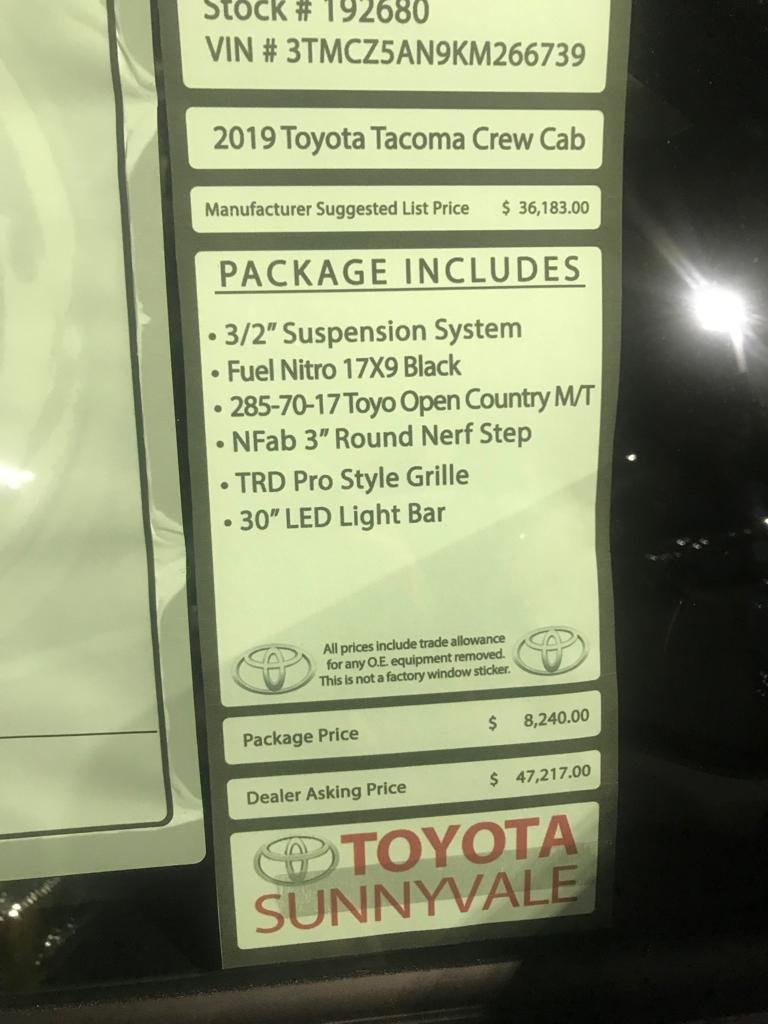 Stock # 192680
VIN # 3TMCZ5AN9KM266739
2019 Toyota Tacoma Crew Cab
Manufacturer Suggested List Price $ 36,183.00
PACKAGE INCLUDES
• 3/2” Suspension System
• Fuel Nitro 17X9 Black
• 285-70-17 Toyo Open Country M/T
• NFab 3” Round Nerf Step
• TRD Pro Style Grille
• 30” LED Light Bar
All prices include trade allowance
for any O.E. equipment removed.
This is not a factory window sticker.
Package Price $ 8,240.00
Dealer Asking Price $ 47,217.00
TOYOTA
SUNNYVALE